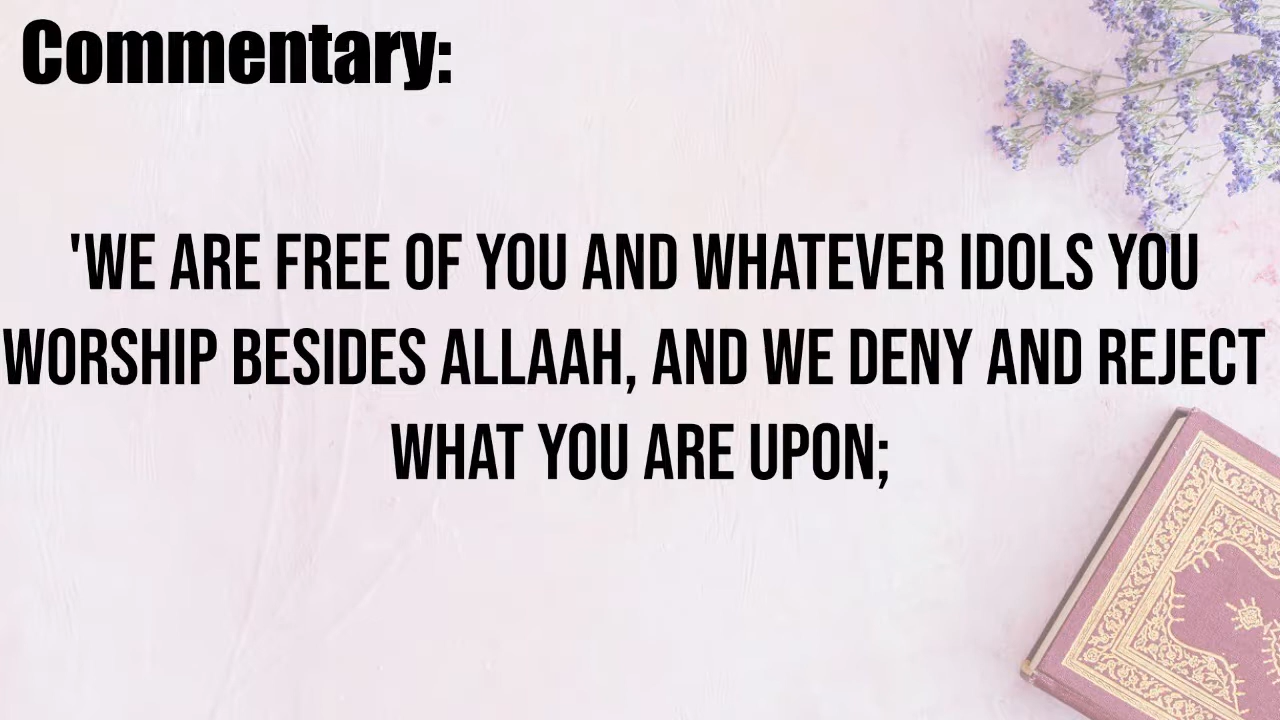 Commentary:
'WE ARE FREE OF YOU AND WHATEVER IDOLS YOU
WORSHIP BESIDES ALLAAH, AND WE DENY AND REJECT
WHAT YOU ARE UPON;